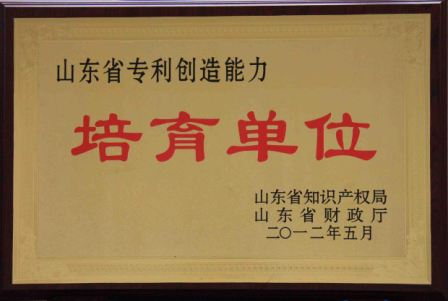 山东省专利创造能力
培育单位
山东省知识产权局
山东省财政厅
二〇一二年五月